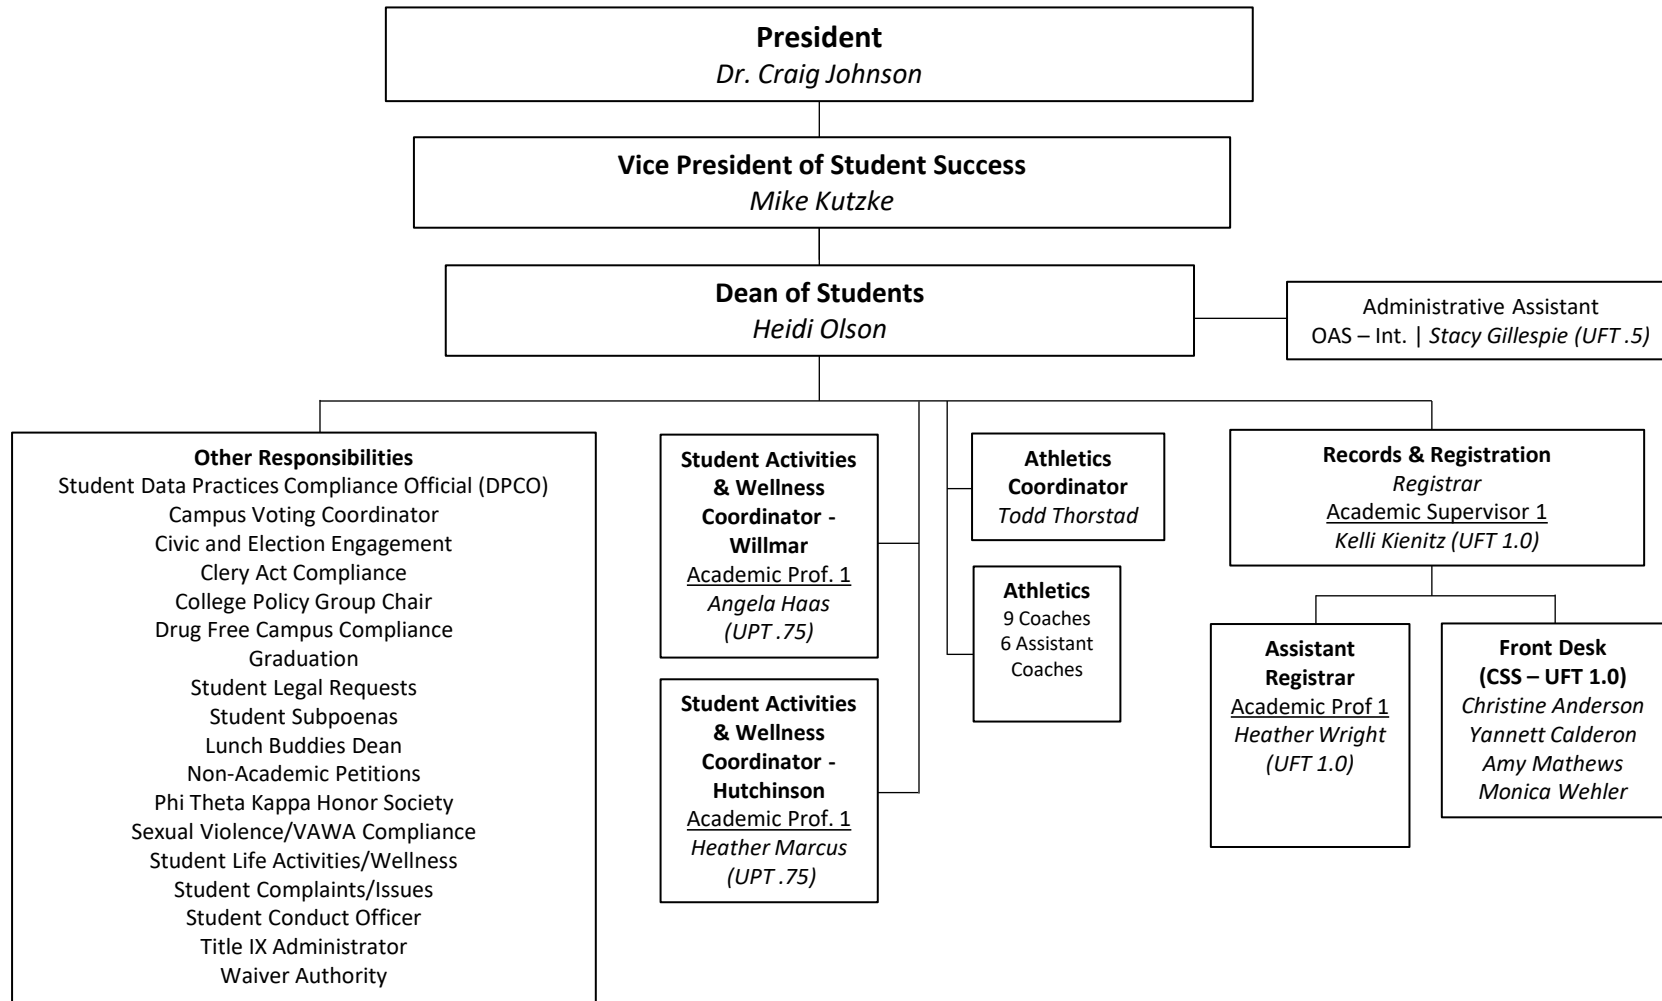 President
Dr. Craig Johnson
Vice President of Student Success
Mike Kutzke
Dean of Students
Heidi Olson
Administrative Assistant
OAS – Int. | Stacy Gillespie (UFT .5)
Other Responsibilities
Student Data Practices Compliance Official (DPCO)
Campus Voting Coordinator
Civic and Election Engagement
Clery Act Compliance
College Policy Group Chair
Drug Free Campus Compliance
Graduation
Student Legal Requests
Student Subpoenas
Lunch Buddies Dean
Non-Academic Petitions
Phi Theta Kappa Honor Society
Sexual Violence/VAWA Compliance
Student Life Activities/Wellness
Student Complaints/Issues
Student Conduct Officer
Title IX Administrator
Waiver Authority
Student Activities
& Wellness
Coordinator -
Willmar
Academic Prof. 1
Angela Haas
(UPT .75)
Student Activities
& Wellness
Coordinator -
Hutchinson
Academic Prof. 1
Heather Marcus
(UPT .75)
Athletics
Coordinator
Todd Thorstad
Athletics
9 Coaches
6 Assistant
Coaches
Records & Registration
Registrar
Academic Supervisor 1
Kelli Kienitz (UFT 1.0)
Assistant
Registrar
Academic Prof 1
Heather Wright
(UFT 1.0)
Front Desk
(CSS – UFT 1.0)
Christine Anderson
Yannett Calderon
Amy Mathews
Monica Wehler